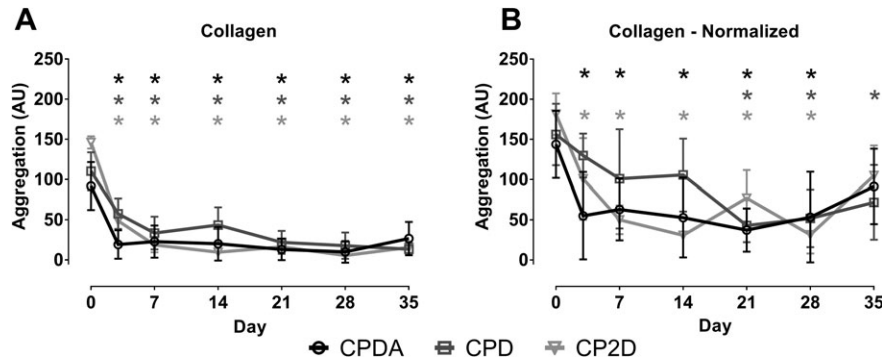 A
Collagen
Aggregation (AU)
250
200
150
100
50
0
* * * * * *
* * * * * *
* * * * * *
0 7 14 21 28 35
Day
B
Collagen - Normalized
Aggregation (AU)
250
200
150
100
50
0
* * * * *
* * *
* * * * *
0 7 14 21 28 35
Day
CPDA CPD CP2D